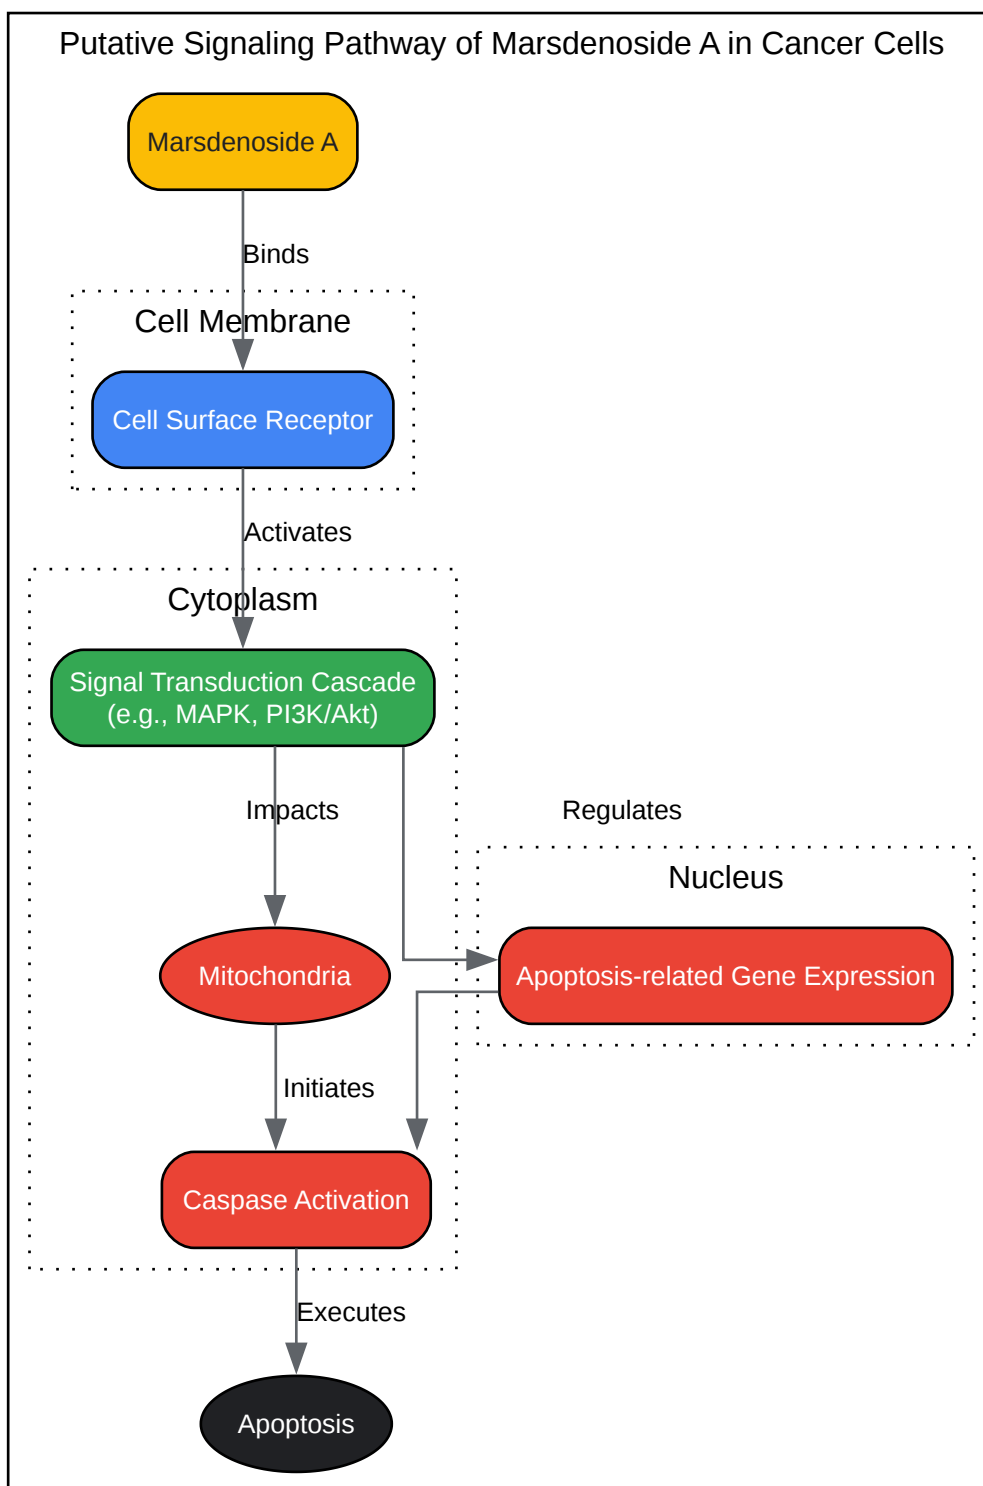 Putative Signaling Pathway of Marsdenoside A in Cancer Cells
Marsdenoside A
Binds
Cell Membrane
Cell Surface Receptor
Activates
Cytoplasm
Signal Transduction Cascade
(e.g., MAPK, PI3K/Akt)
Impacts
Regulates
Nucleus
Mitochondria
Apoptosis-related Gene Expression
Initiates
Caspase Activation
Executes
Apoptosis